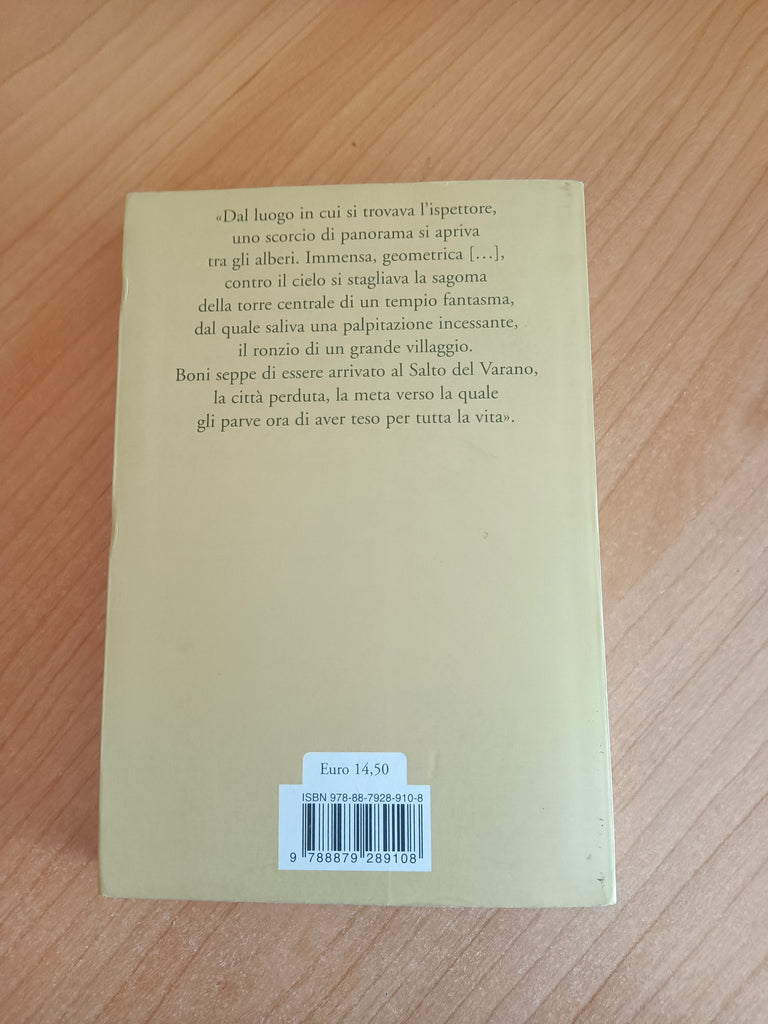 «Dal luogo in cui si trovava l'ispettore,
uno scorcio di panorama si apriva
tra gli alberi. Immensa, geometrica [...],
contro il cielo si stagliava la sagoma
della torre centrale di un tempio fantasma,
dal quale saliva una palpitazione incessante,
il ronzio di un grande villaggio.
Boni seppe di essere arrivato al Salto del Varano,
la città perduta, la meta verso la quale
gli parve ora di aver teso per tutta la vita».
Euro 14,50
ISBN 978-88-7928-910-8
9 788879 289108